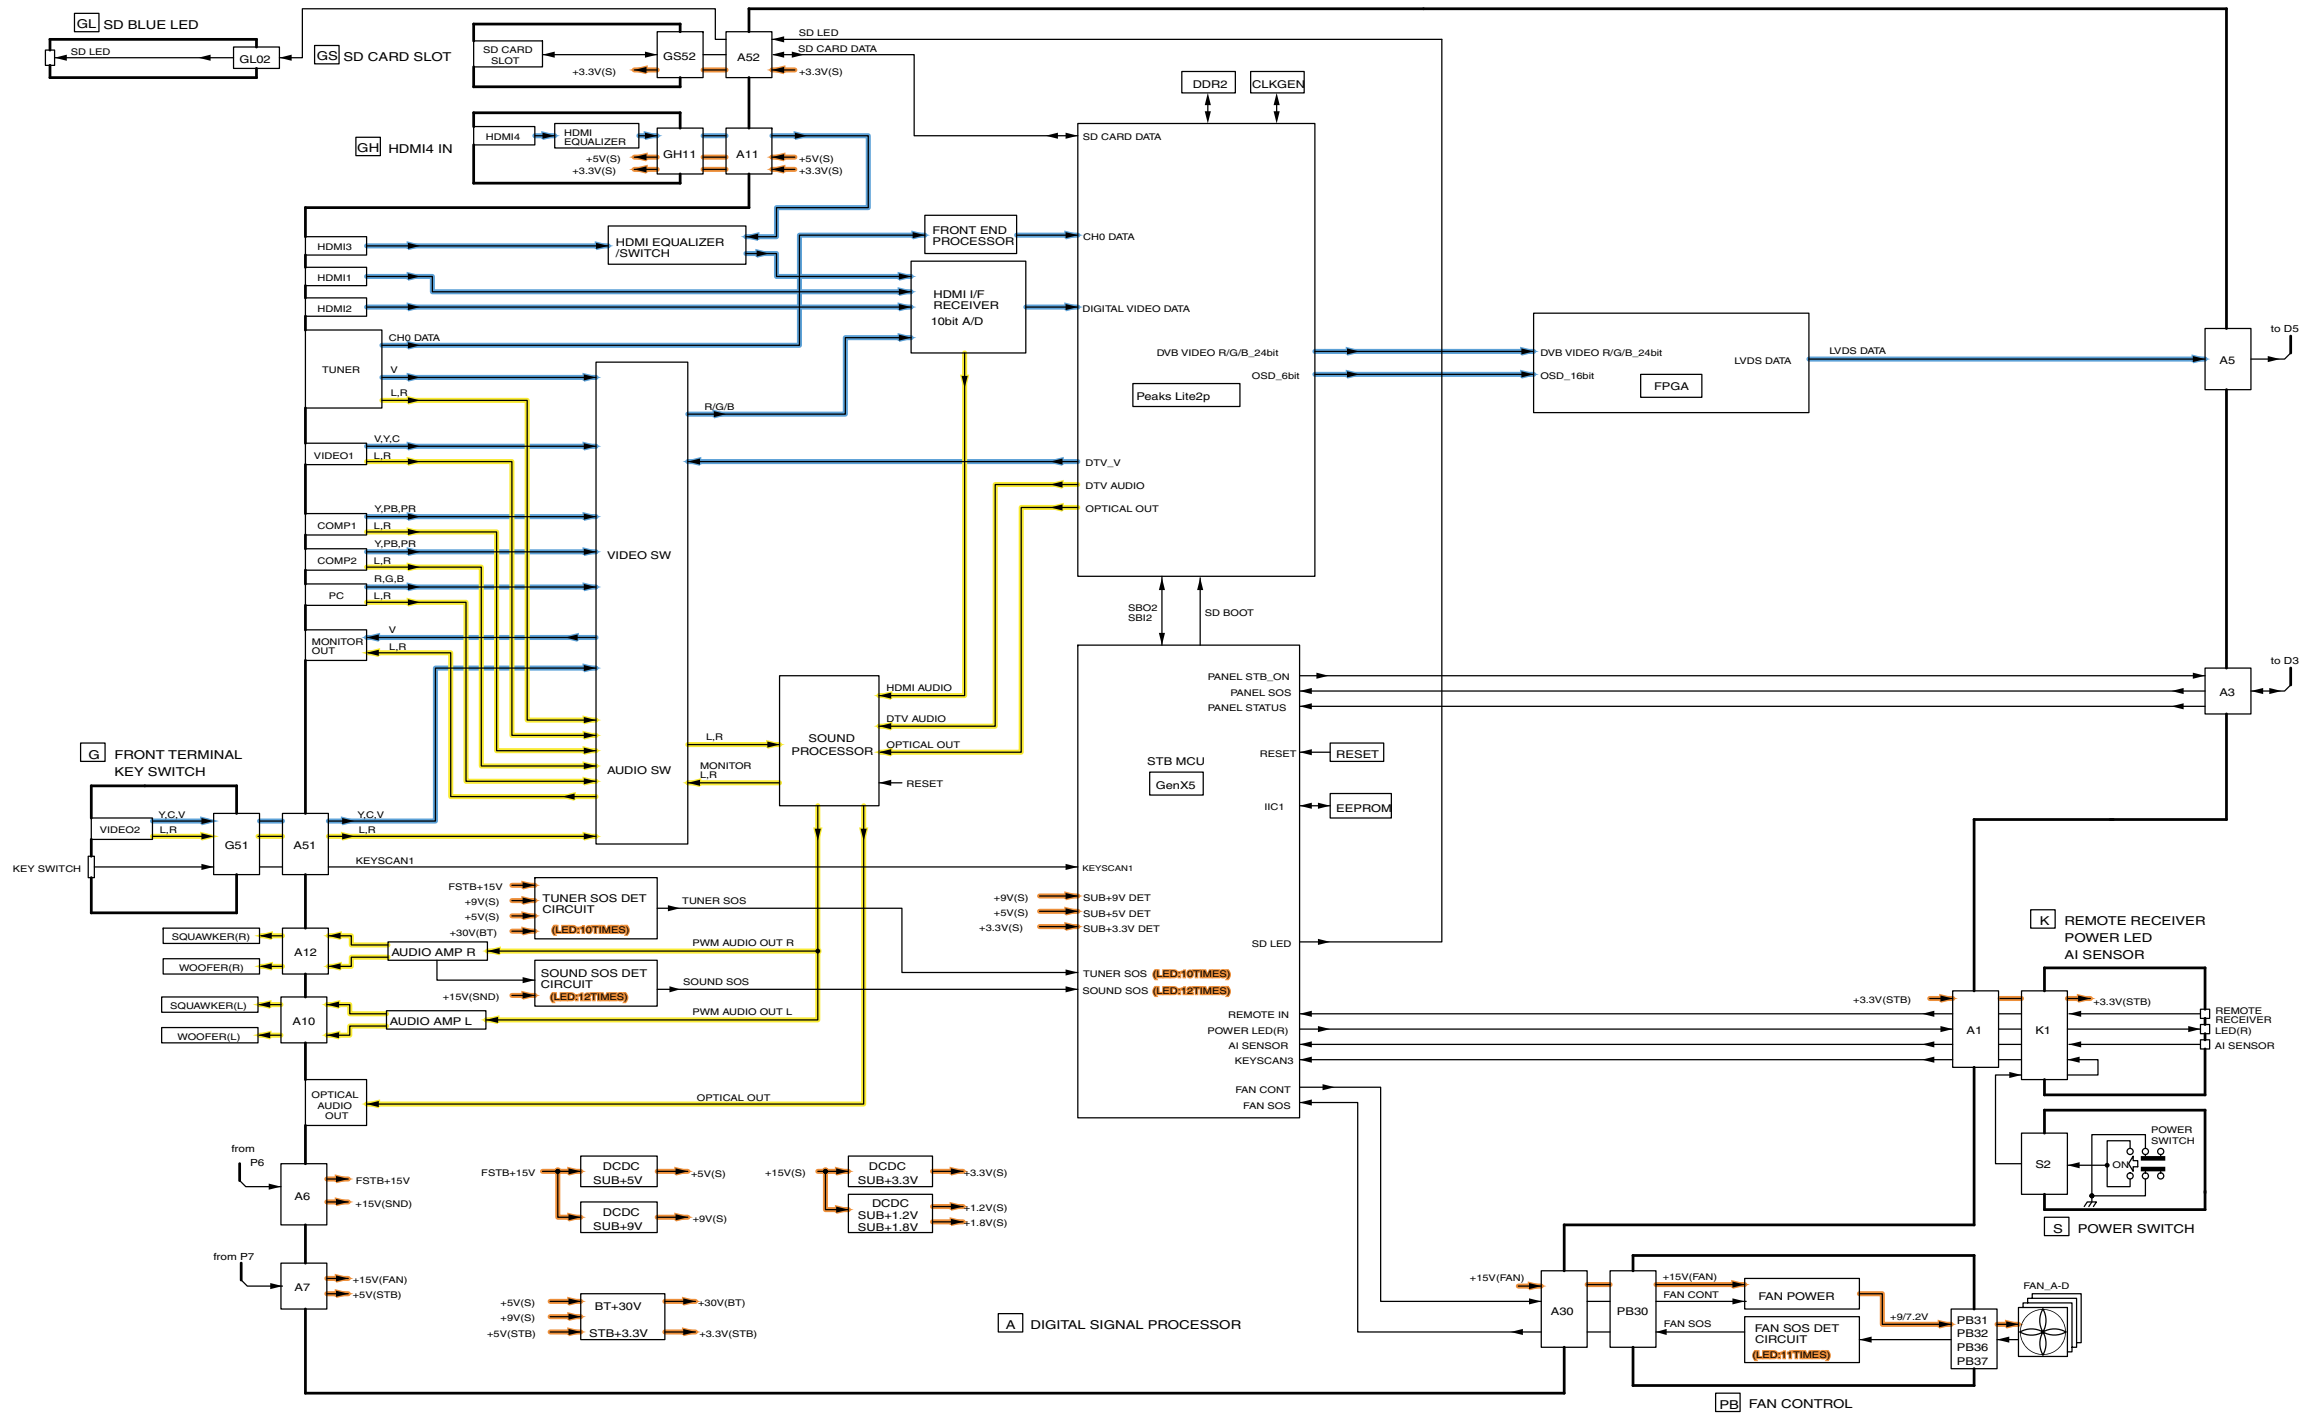 GL SD BLUE LED
SD LED
GL02
GS SD CARD SLOT
SD CARD
SLOT
GS52
A52
+3.3V(S)
SD LED
SD CARD DATA
+3.3V(S)
GH HDMI4 IN
HDMI4
HDMI
EQUALIZER
GH11
A11
+5V(S)
+3.3V(S)
+5V(S)
+3.3V(S)
DDR2
CLKGEN
SD CARD DATA
HDMI3
HDMI EQUALIZER
/SWITCH
FRONT END
PROCESSOR
CH0 DATA
HDMI1
HDMI2
HDMI I/F
RECEIVER
10bit A/D
DIGITAL VIDEO DATA
TUNER
CH0 DATA
V
L,R
R/G/B
DVB VIDEO R/G/B_24bit
OSD_6bit
Peaks Lite2p
DVB VIDEO R/G/B_24bit
OSD_16bit
LVDS DATA
FPGA
LVDS DATA
A5
to D5
VIDEO1
V,Y,C
L,R
DTV_V
DTV AUDIO
OPTICAL OUT
COMP1
Y,PB,PR
L,R
COMP2
Y,PB,PR
L,R
PC
R,G,B
L,R
MONITOR
OUT
V
L,R
VIDEO SW
AUDIO SW
SBO2
SBI2
SD BOOT
HDMI AUDIO
DTV AUDIO
OPTICAL OUT
RESET
SOUND
PROCESSOR
L,R
MONITOR
L,R
PANEL STB_ON
PANEL SOS
PANEL STATUS
A3
to D3
STB MCU
GenX5
RESET
RESET
IIC1
EEPROM
G FRONT TERMINAL
KEY SWITCH
VIDEO2
Y,C,V
L,R
G51
A51
Y,C,V
L,R
KEY SWITCH
KEYSCAN1
KEYSCAN1
FSTB+15V
+9V(S)
+5V(S)
+30V(BT)
TUNER SOS DET
CIRCUIT
(LED:10TIMES)
TUNER SOS
+9V(S)
+5V(S)
+3.3V(S)
SUB+9V DET
SUB+5V DET
SUB+3.3V DET
SD LED
SQUAWKER(R)
WOOFER(R)
A12
AUDIO AMP R
PWM AUDIO OUT R
SOUND SOS DET
CIRCUIT
(LED:12TIMES)
+15V(SND)
SOUND SOS
TUNER SOS (LED:10TIMES)
SOUND SOS (LED:12TIMES)
SQUAWKER(L)
WOOFER(L)
A10
AUDIO AMP L
PWM AUDIO OUT L
REMOTE IN
POWER LED(R)
AI SENSOR
KEYSCAN3
FAN CONT
FAN SOS
K REMOTE RECEIVER
POWER LED
AI SENSOR
+3.3V(STB)
A1
K1
+3.3V(STB)
REMOTE
RECEIVER
LED(R)
AI SENSOR
OPTICAL
AUDIO
OUT
OPTICAL OUT
S2
ON
POWER
SWITCH
S POWER SWITCH
from
P6
A6
FSTB+15V
+15V(SND)
from P7
A7
+15V(FAN)
+5V(STB)
FSTB+15V
DCDC
SUB+5V
+5V(S)
DCDC
SUB+9V
+9V(S)
+15V(S)
DCDC
SUB+3.3V
+3.3V(S)
DCDC
SUB+1.2V
SUB+1.8V
+1.2V(S)
+1.8V(S)
+5V(S)
+9V(S)
+5V(STB)
BT+30V
STB+3.3V
+30V(BT)
+3.3V(STB)
A DIGITAL SIGNAL PROCESSOR
+15V(FAN)
A30
PB30
+15V(FAN)
FAN CONT
FAN SOS
FAN POWER
FAN SOS DET
CIRCUIT
(LED:11TIMES)
+9/7.2V
PB31
PB32
PB36
PB37
FAN_A-D
PB FAN CONTROL